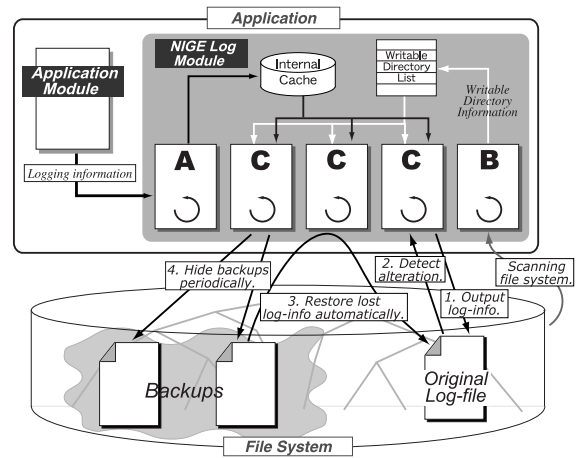 Application
NIGE Log
Module
Application
Module
Internal
Cache
Writable
Directory
List
Writable
Directory
Information
Logging information
A
C
C
C
B
4. Hide backups
periodically.
2. Detect
alteration.
Scanning
file system.
3. Restore lost
log-info automatically.
1. Output
log-info.
Backups
Original
Log-file
File System